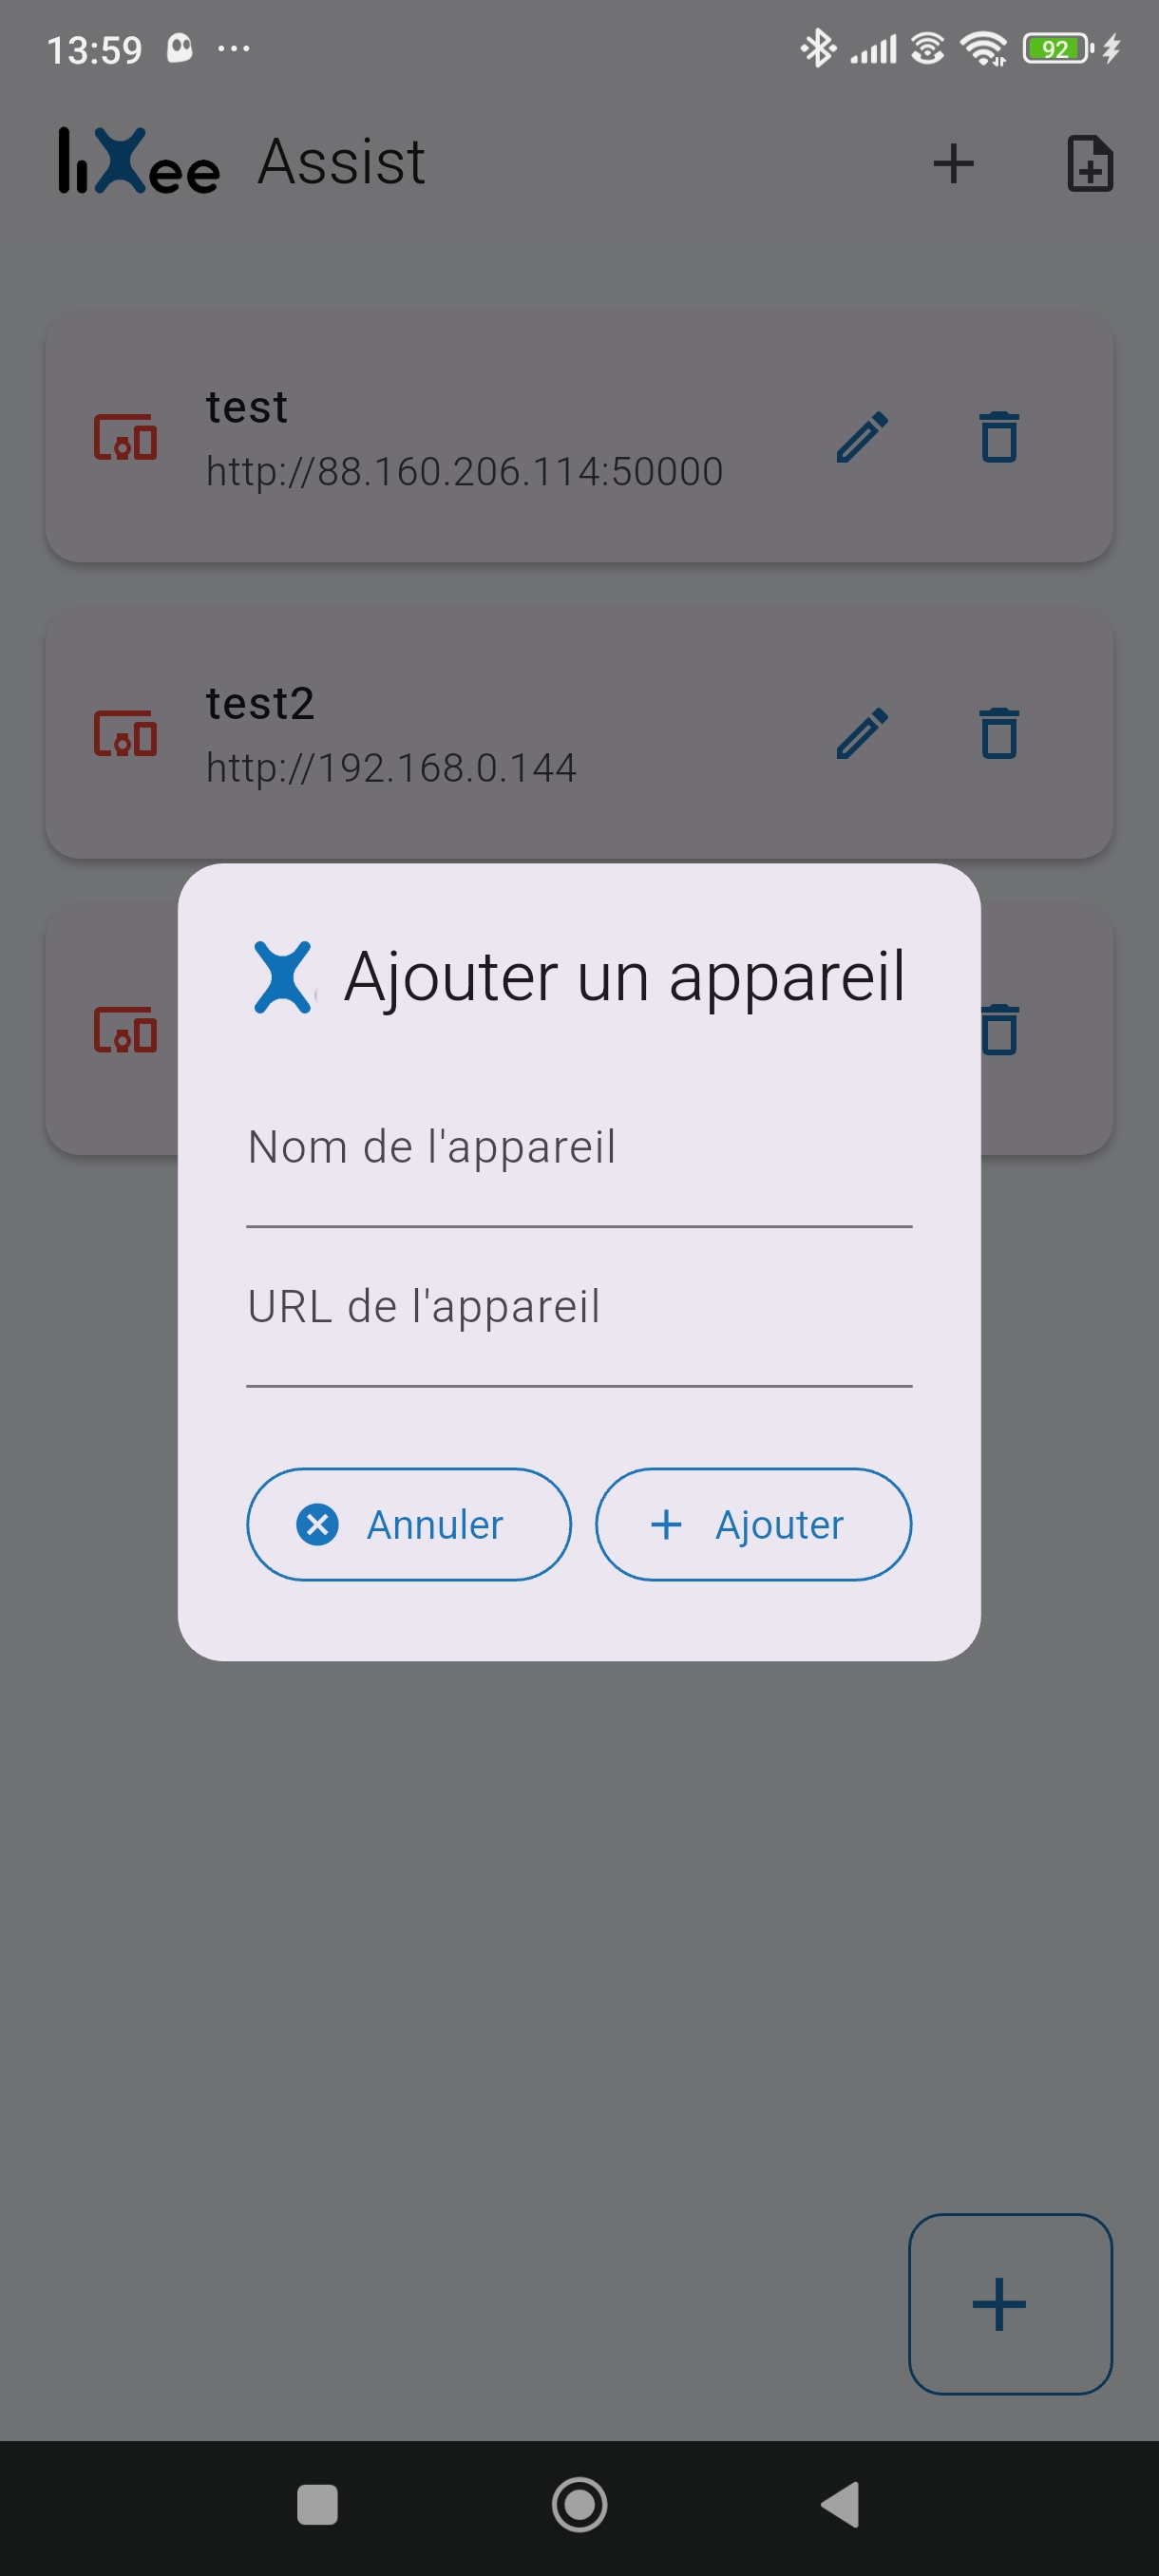 13:59 ... 92
liXee Assist
test
http://88.160.206.114:50000
test2
http://192.168.0.144
Ajouter un appareil
Nom de l'appareil
URL de l'appareil
Annuler Ajouter